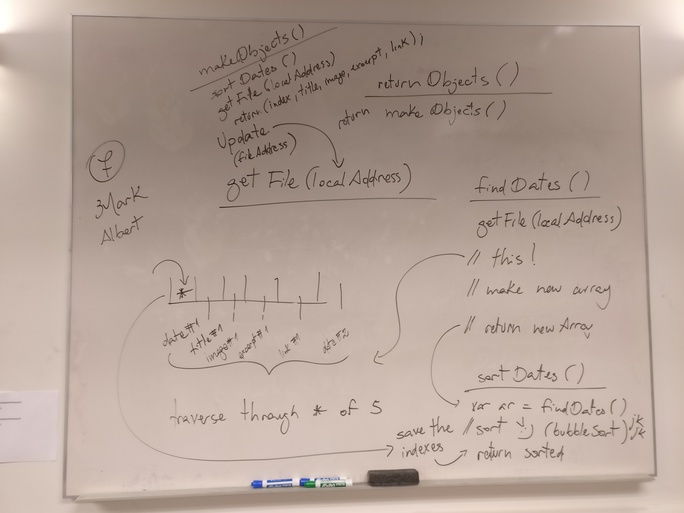 makeObjects()
sort Dates()
get File (local Address)
return (index, title, image, excerpt, link);
Update
(file Address)
get File (local Address)
return Objects()
return make Objects()
7
3Mark
Albert
find Dates()
get File (local Address)
// this!
// make new array
// return new Array
*
date #1
title #1
image #1
excerpt #1
link #1
date #2
traverse through * of 5
sort Dates()
var ar = findDates()
// sort :) (bubbleSort) jk
return sorted
save the
indexes